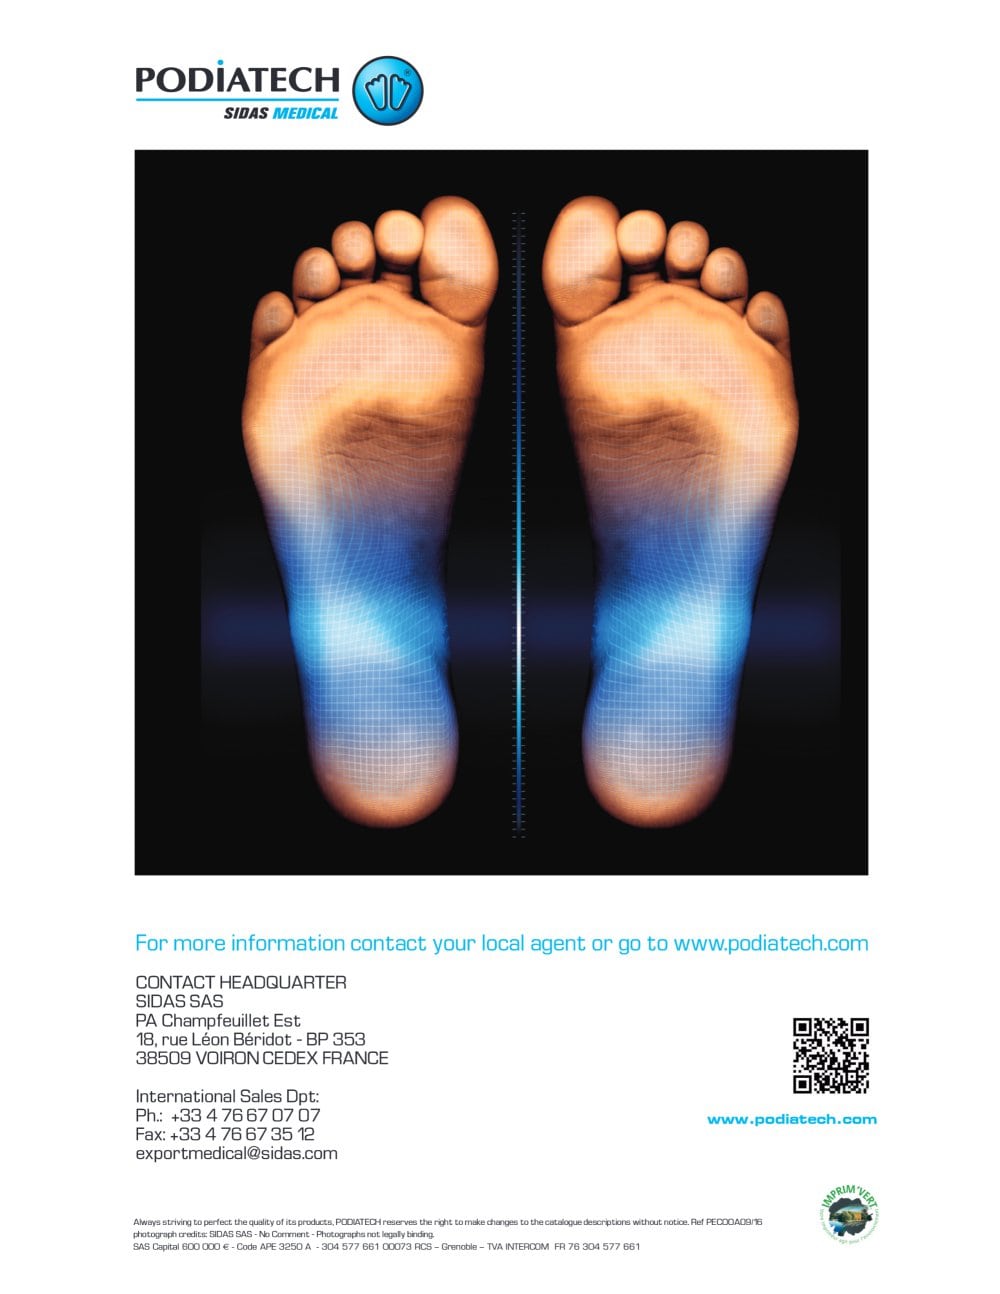 PODiATECH
SIDAS MEDICAL
®
For more information contact your local agent or go to www.podiatech.com
CONTACT HEADQUARTER
SIDAS SAS
PA Champfeuillet Est
18, rue Léon Béridot - BP 353
38509 VOIRON CEDEX FRANCE
International Sales Dpt:
Ph.: +33 4 76 67 07 07
Fax: +33 4 76 67 35 12
exportmedical@sidas.com
www.podiatech.com
IMPRIM'VERT
Always striving to perfect the quality of its products, PODIATECH reserves the right to make changes to the catalogue descriptions without notice. Ref PECOOA09/16
photograph credits: SIDAS SAS - No Comment - Photographs not legally binding.
SAS Capital 600 000 € - Code APE 3250 A - 304 577 661 00073 RCS – Grenoble – TVA INTERCOM FR 76 304 577 661